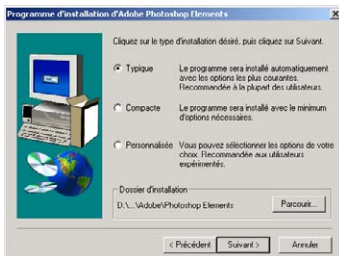 Programme d'installation d'Adobe Photoshop Elements
Cliquez sur le type d'installation désiré, puis cliquez sur Suivant.
Typique
Le programme sera installé automatiquement
avec les options les plus courantes.
Recommandée à la plupart des utilisateurs.
Compacte
Le programme sera installé avec le minimum
d'options nécessaires.
Personnalisée
Vous pouvez sélectionner les options de votre
choix. Recommandée aux utilisateurs
expérimentés.
Dossier d'installation
D:\...\Adobe\Photoshop Elements
Parcourir...
< Précédent
Suivant >
Annuler